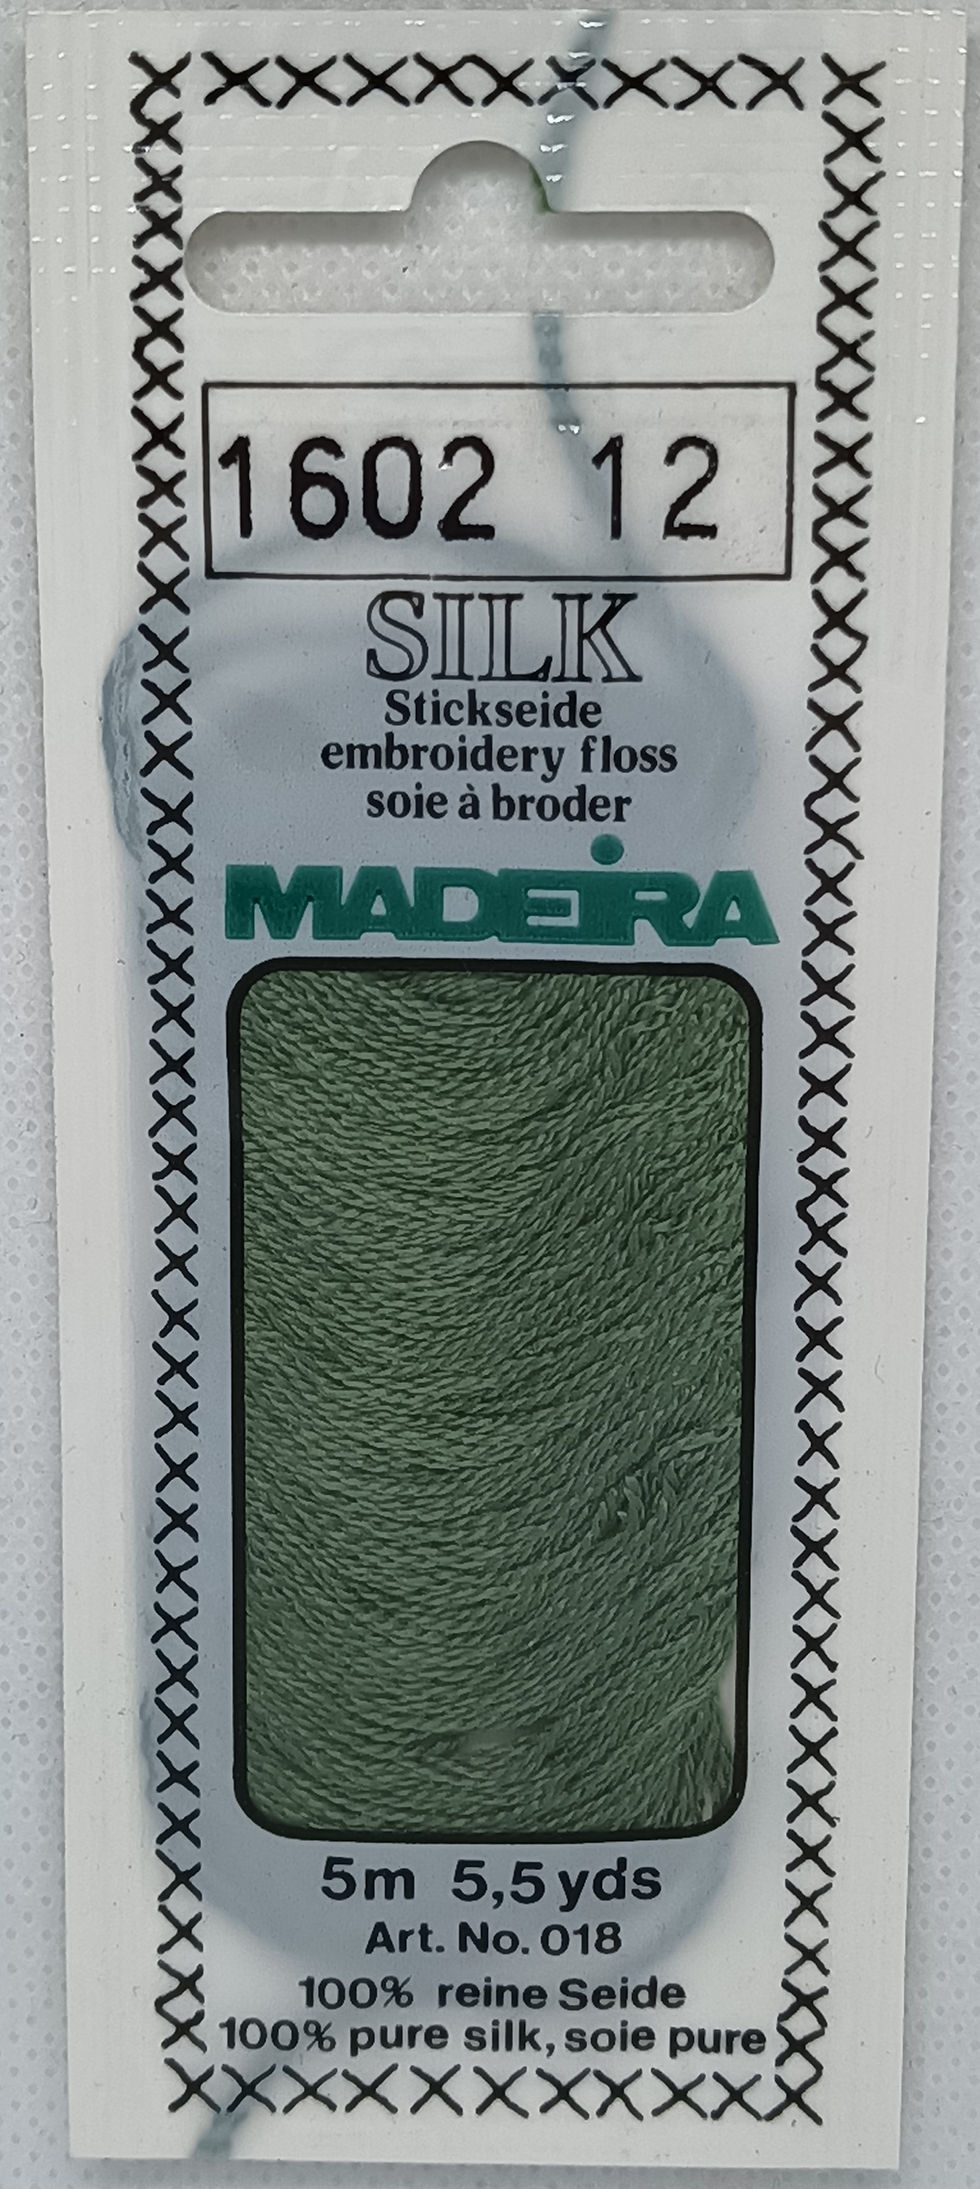 1602 12
SILK
Stickseide
embroidery floss
soie à broder
MADEIRA
5m 5,5 yds
Art. No. 018
100% reine Seide
100% pure silk, soie pure